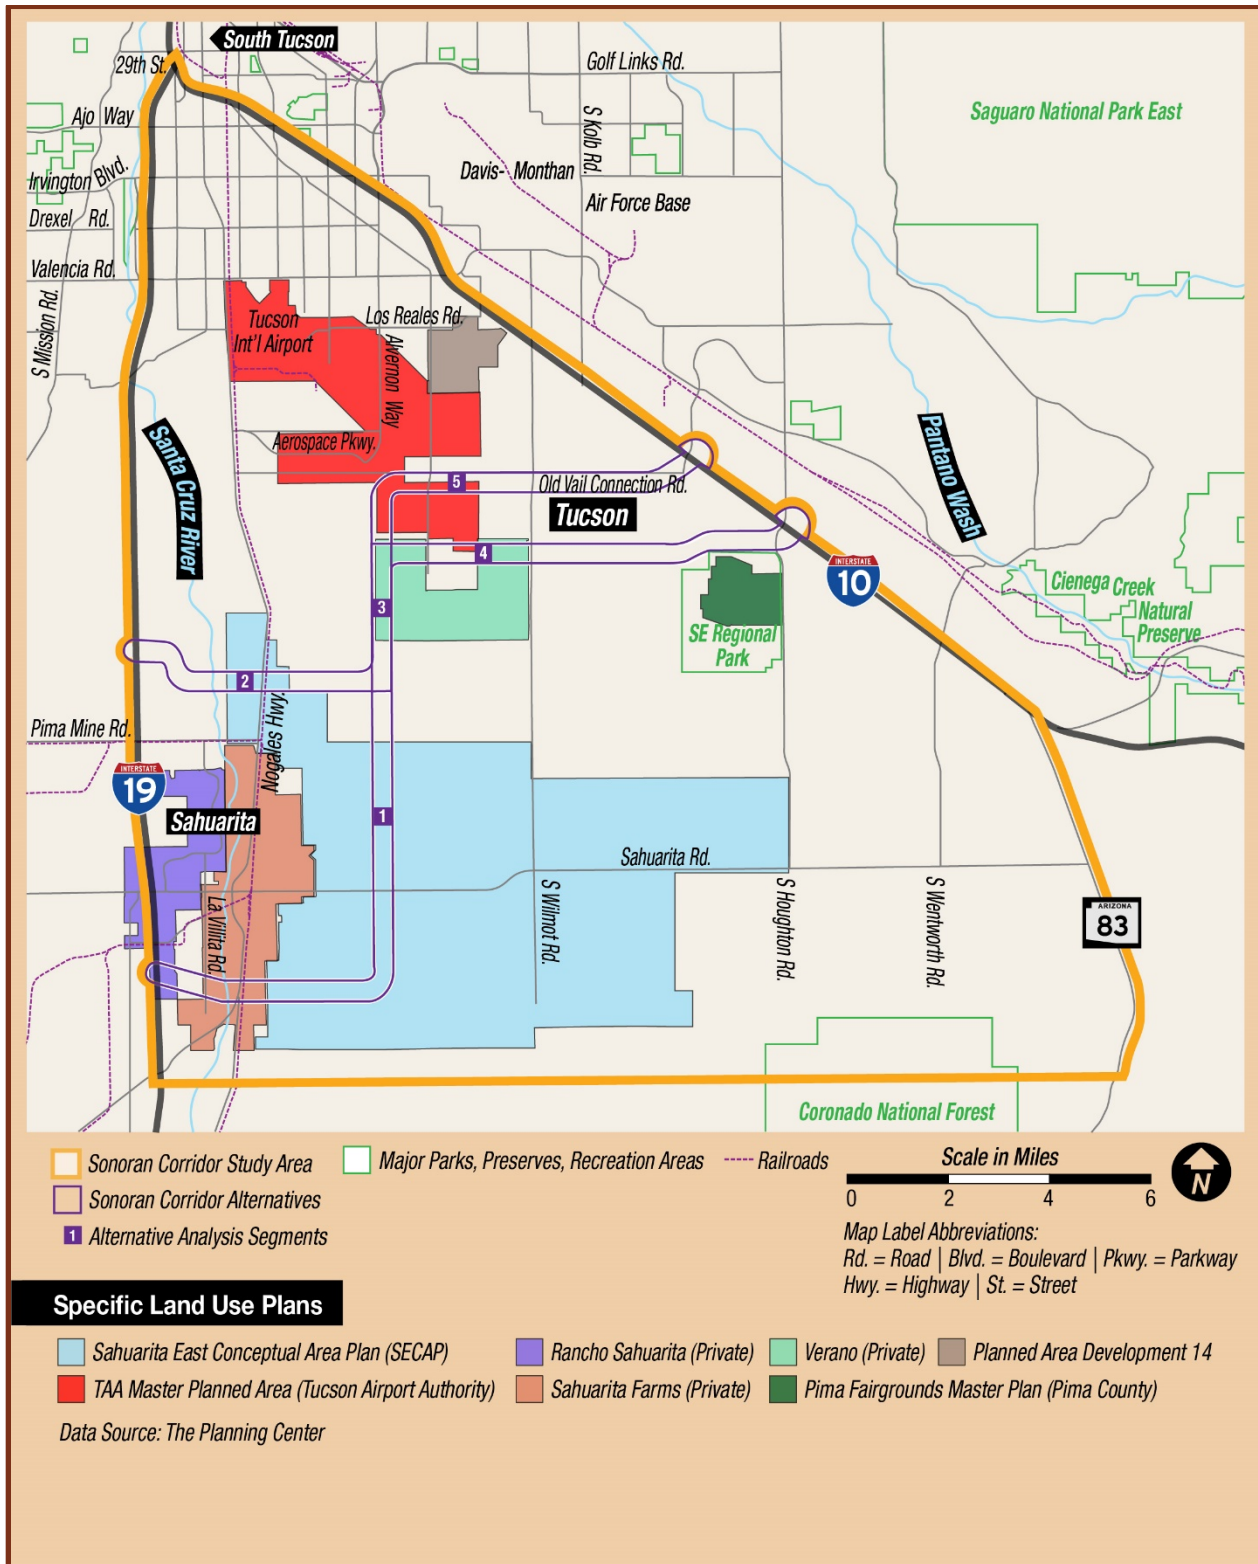 South Tucson
29th St.
Golf Links Rd.
Ajo Way
S Kolb Rd.
Saguaro National Park East
Irvington Blvd.
Davis- Monthan
Air Force Base
Drexel Rd.
Valencia Rd.
S Mission Rd.
Tucson
Int'l Airport
Los Reales Rd.
Alvernon Way
Aerospace Pkwy.
Santa Cruz River
Pantano Wash
5
Old Vail Connection Rd.
Tucson
4
INTERSTATE
10
Cienega Creek
Natural
Preserve
3
SE Regional
Park
2
Nogales Hwy.
Pima Mine Rd.
INTERSTATE
19
Sahuarita
1
Sahuarita Rd.
La Villita Rd.
S Wilmot Rd.
S Houghton Rd.
S Wentworth Rd.
ARIZONA
83
Coronado National Forest
Sonoran Corridor Study Area
Major Parks, Preserves, Recreation Areas
Railroads
Scale in Miles
N
Sonoran Corridor Alternatives
0 2 4 6
1 Alternative Analysis Segments
Map Label Abbreviations:
Rd. = Road | Blvd. = Boulevard | Pkwy. = Parkway
Hwy. = Highway | St. = Street
Specific Land Use Plans
Sahuarita East Conceptual Area Plan (SECAP)
Rancho Sahuarita (Private)
Verano (Private)
Planned Area Development 14
TAA Master Planned Area (Tucson Airport Authority)
Sahuarita Farms (Private)
Pima Fairgrounds Master Plan (Pima County)
Data Source: The Planning Center